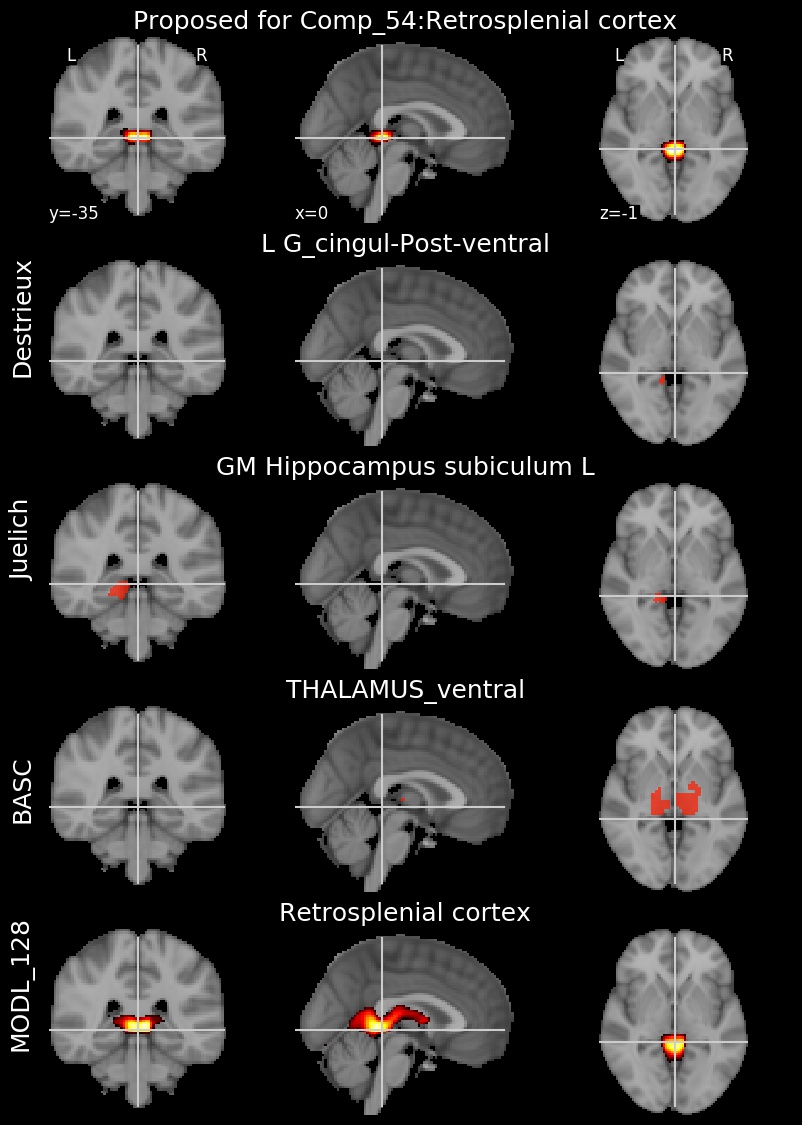 Proposed for Comp_54:Retrosplenial cortex
L R L R
y=-35 x=0 z=-1
L G_cingul-Post-ventral
Destrieux
GM Hippocampus subiculum L
Juelich
THALAMUS_ventral
BASC
Retrosplenial cortex
MODL_128